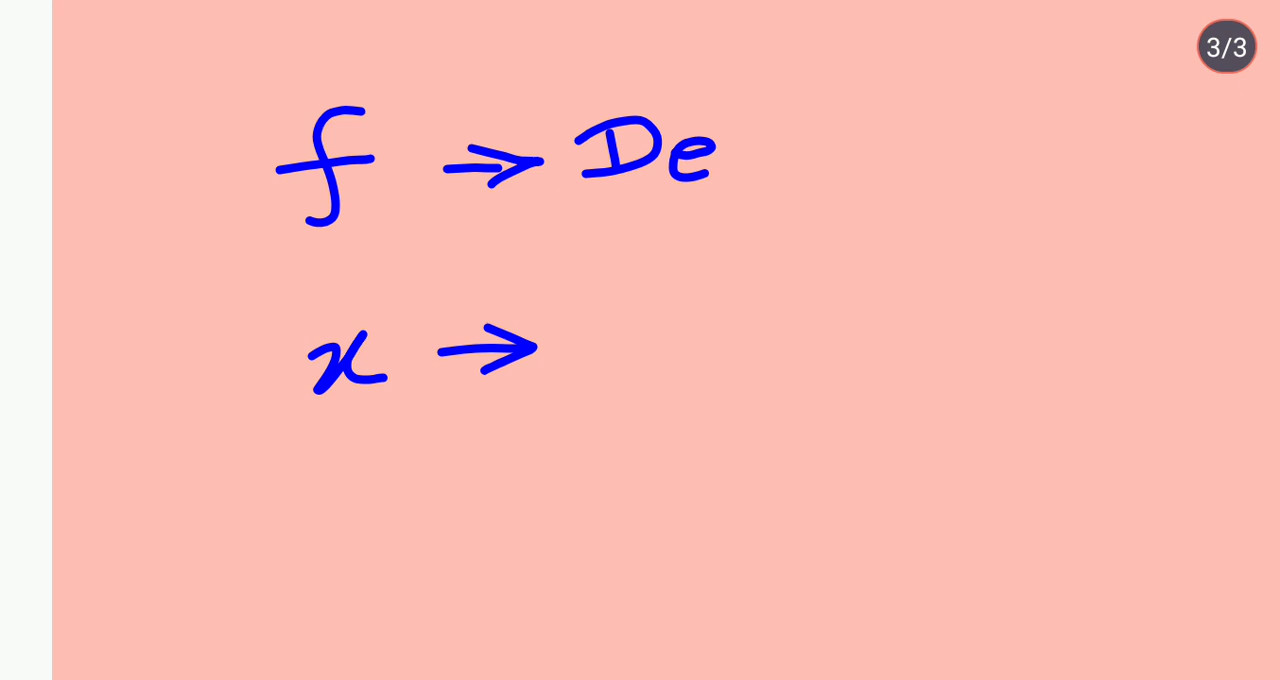 3/3
f ⇒ De
x →